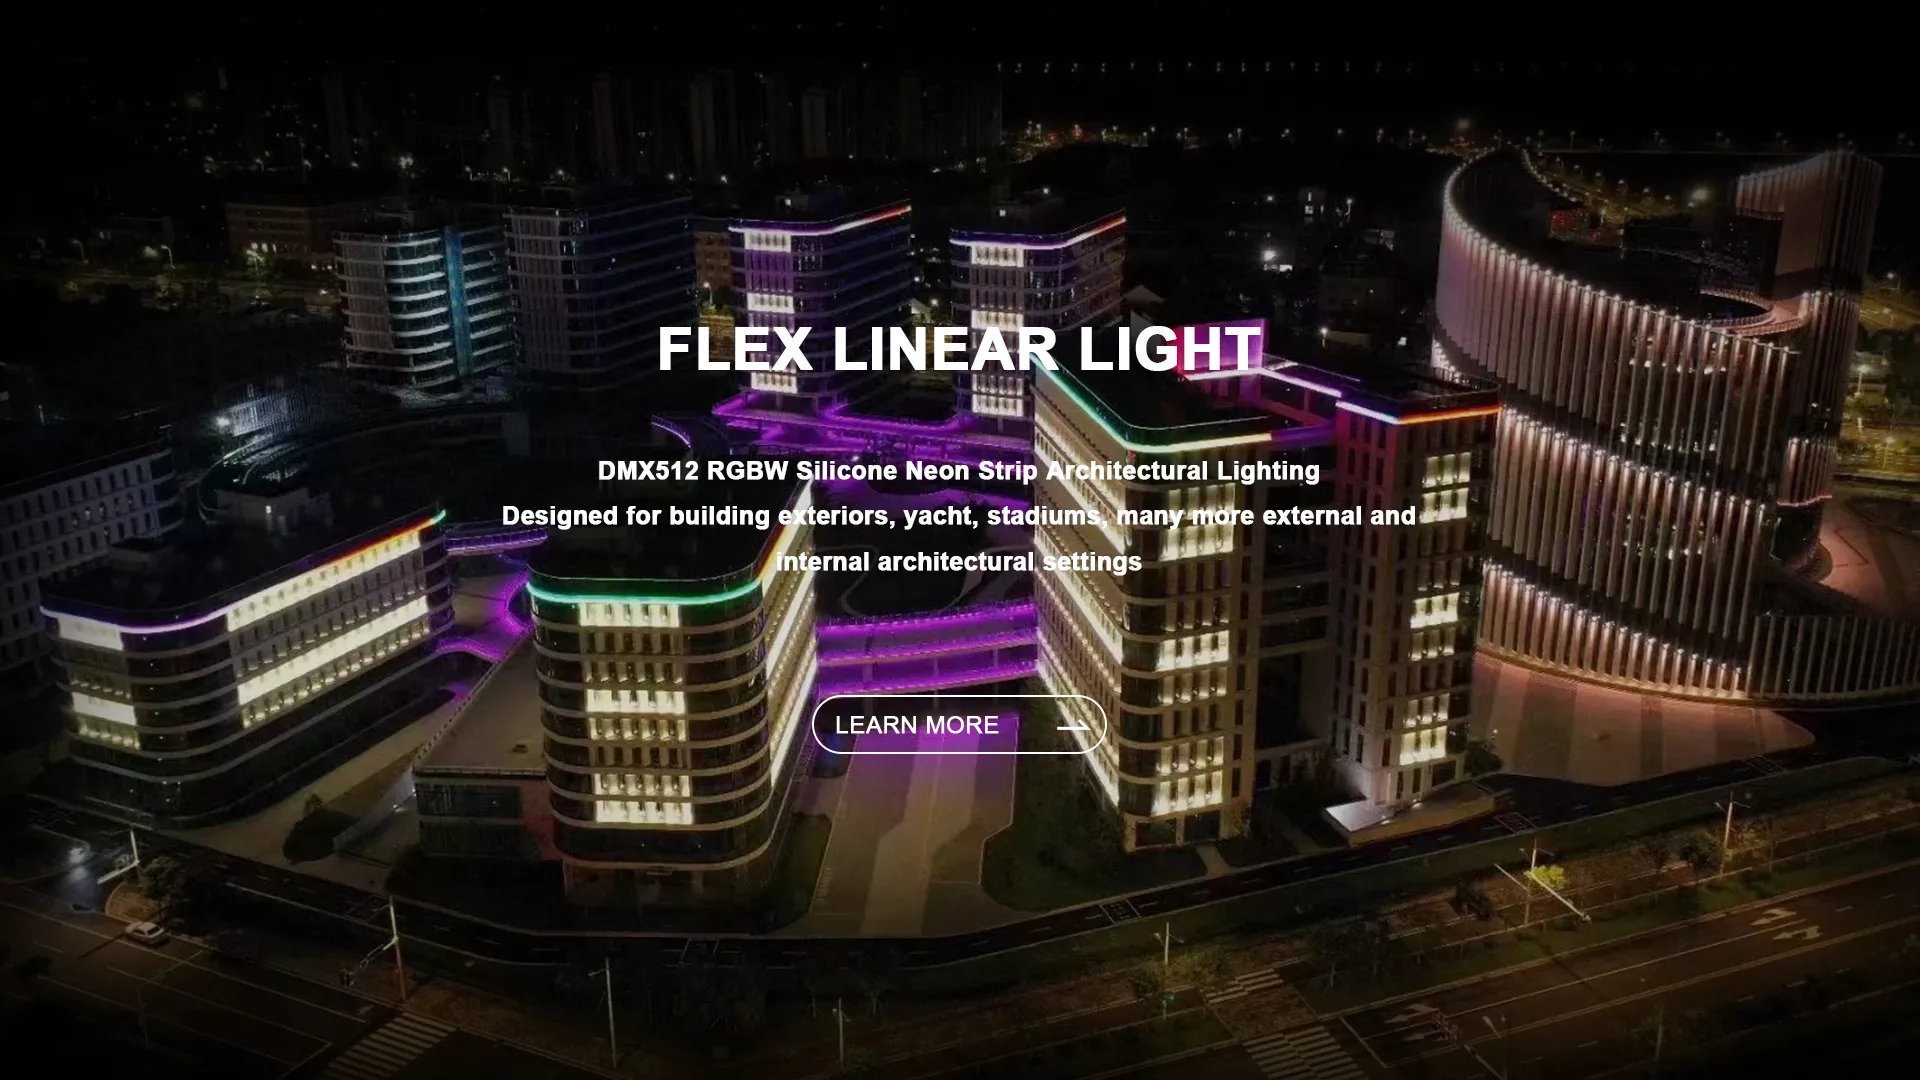 FLEX LINEAR LIGHT
DMX512 RGBW Silicone Neon Strip Architectural Lighting
Designed for building exteriors, yacht, stadiums, many more external and
internal architectural settings
LEARN MORE